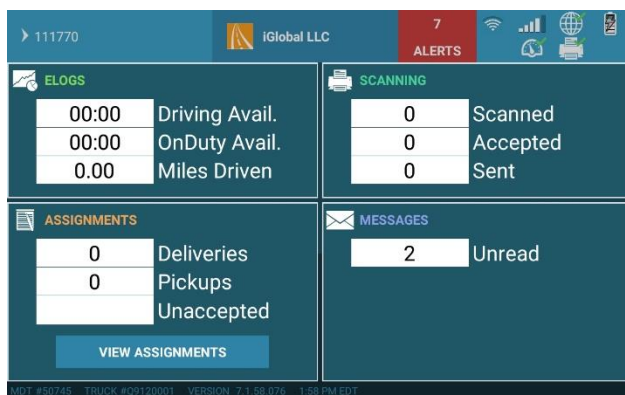 111770
iGlobal LLC
7
ALERTS
ELOGS
00:00 Driving Avail.
00:00 OnDuty Avail.
0.00 Miles Driven
SCANNING
0 Scanned
0 Accepted
0 Sent
ASSIGNMENTS
0 Deliveries
0 Pickups
Unaccepted
VIEW ASSIGNMENTS
MESSAGES
2 Unread
MDT #50745 TRUCK #Q9120001 VERSION 7.1.58.076 1:58 PM EDT